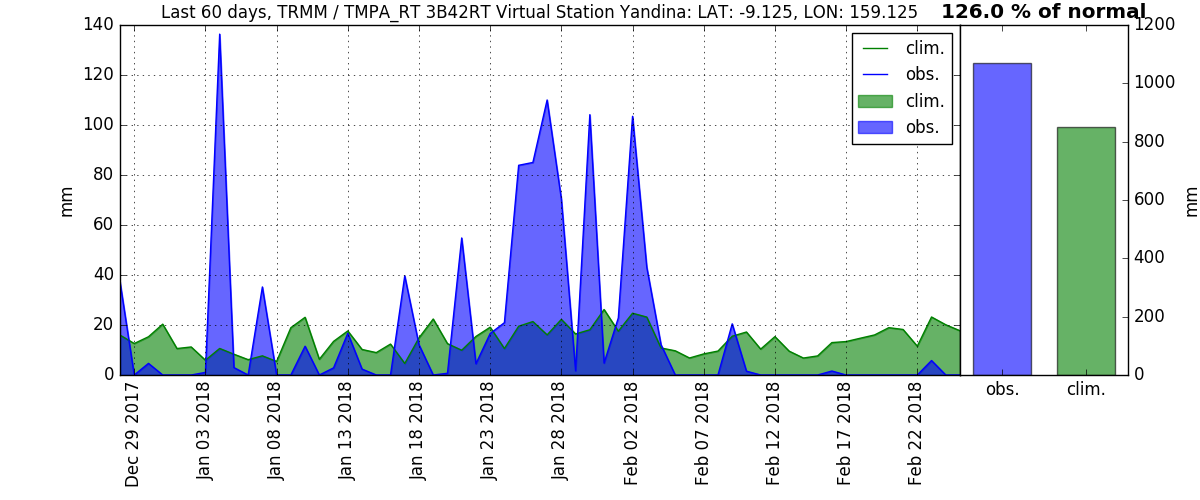 Last 60 days, TRMM / TMPA_RT 3B42RT Virtual Station Yandina: LAT: -9.125, LON: 159.125
126.0 % of normal
140
120
100
80
60
40
20
0
mm
clim.
obs.
clim.
obs.
Dec 29 2017
Jan 03 2018
Jan 08 2018
Jan 13 2018
Jan 18 2018
Jan 23 2018
Jan 28 2018
Feb 02 2018
Feb 07 2018
Feb 12 2018
Feb 17 2018
Feb 22 2018
1200
1000
800
600
400
200
0
mm
obs.
clim.